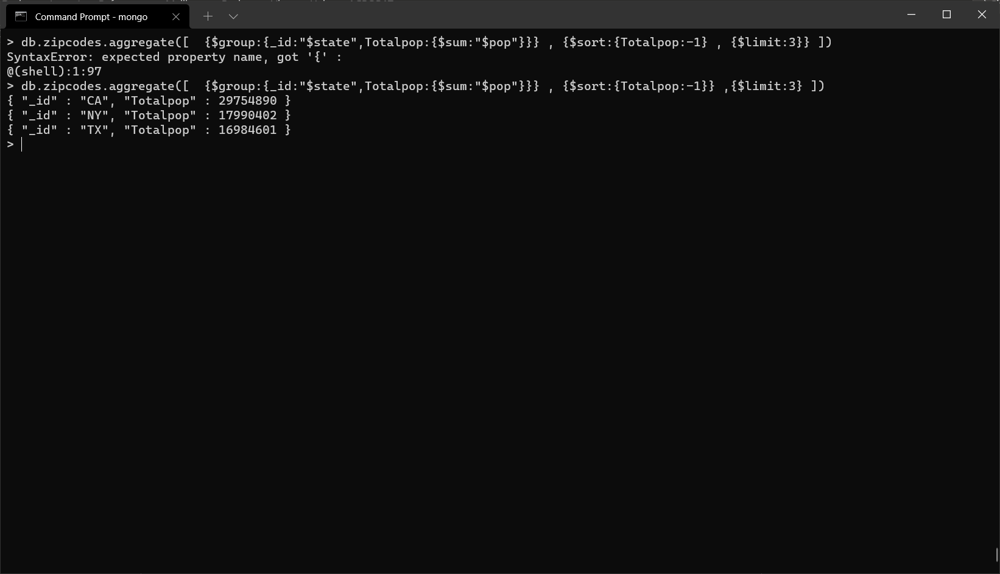 Command Prompt - mongo
> db.zipcodes.aggregate([  {$group:{_id:"$state",Totalpop:{$sum:"$pop"}}} , {$sort:{Totalpop:-1} , {$limit:3}} ])
SyntaxError: expected property name, got '{' :
@(shell):1:97
> db.zipcodes.aggregate([  {$group:{_id:"$state",Totalpop:{$sum:"$pop"}}} , {$sort:{Totalpop:-1}} ,{$limit:3} ])
{ "_id" : "CA", "Totalpop" : 29754890 }
{ "_id" : "NY", "Totalpop" : 17990402 }
{ "_id" : "TX", "Totalpop" : 16984601 }
>